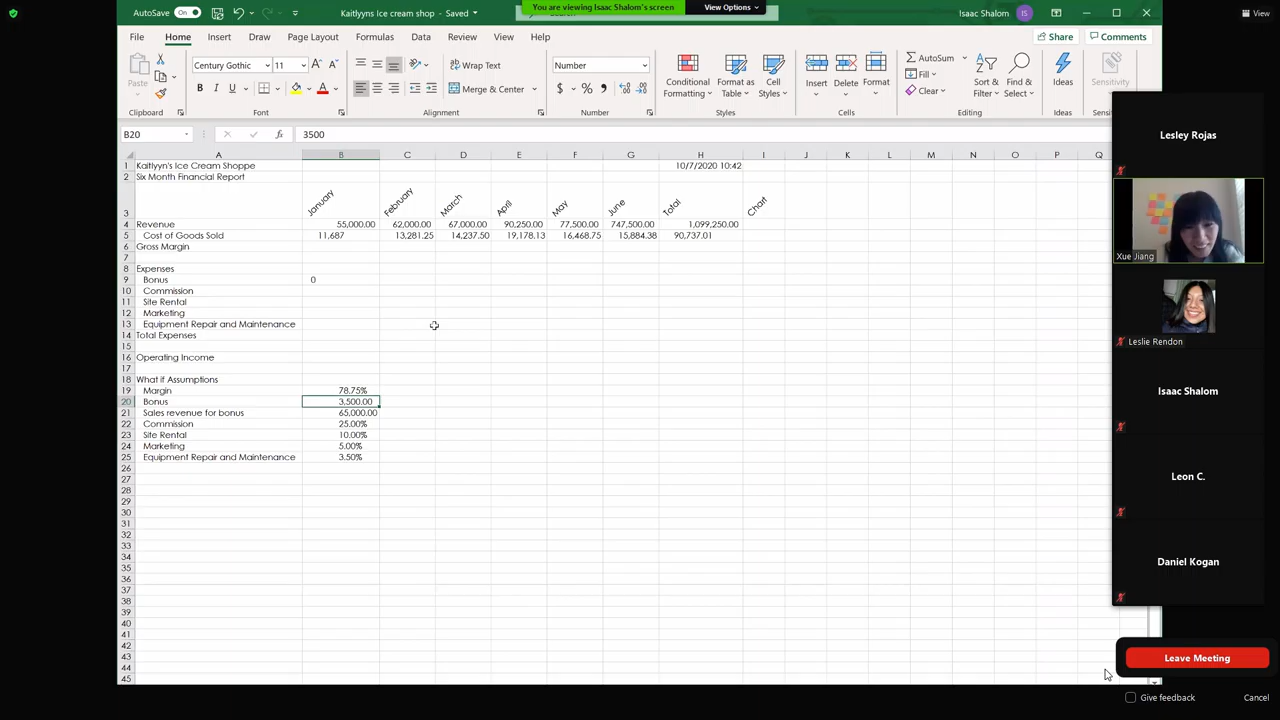 You are viewing Isaac Shalom's screen
View Options
View
AutoSave On
Kaitlyyns Ice cream shop - Saved
Search
Isaac Shalom IS
File Home Insert Draw Page Layout Formulas Data Review View Help Share Comments
Paste
Century Gothic 11
B I U
Wrap Text
Merge & Center
Number
$ % 9
Conditional Formatting
Format as Table
Cell Styles
Insert
Delete
Format
AutoSum
Fill
Clear
Sort & Filter
Find & Select
Ideas
Sensitivity
Clipboard Font Alignment Number Styles Cells Editing Ideas Sensi
B20 fx 3500
A B C D E F G H I J K L M N O P Q
1 Kaitlyyn's Ice Cream Shoppe 10/7/2020 10:42
2 Six Month Financial Report
3 January February March April May June Total Chart
4 Revenue 55,000.00 62,000.00 67,000.00 90,250.00 77,500.00 747,500.00 1,099,250.00
5 Cost of Goods Sold 11,687 13,281.25 14,237.50 19,178.13 16,468.75 15,884.38 90,737.01
6 Gross Margin
7
8 Expenses
9 Bonus 0
10 Commission
11 Site Rental
12 Marketing
13 Equipment Repair and Maintenance
14 Total Expenses
15
16 Operating Income
17
18 What if Assumptions
19 Margin 78.75%
20 Bonus 3,500.00
21 Sales revenue for bonus 65,000.00
22 Commission 25.00%
23 Site Rental 10.00%
24 Marketing 5.00%
25 Equipment Repair and Maintenance 3.50%
26
27
28
29
30
31
32
33
34
35
36
37
38
39
40
41
42
43
44
45
Lesley Rojas
Xue Jiang
Leslie Rendon
Isaac Shalom
Leon C.
Daniel Kogan
Leave Meeting
Give feedback
Cancel